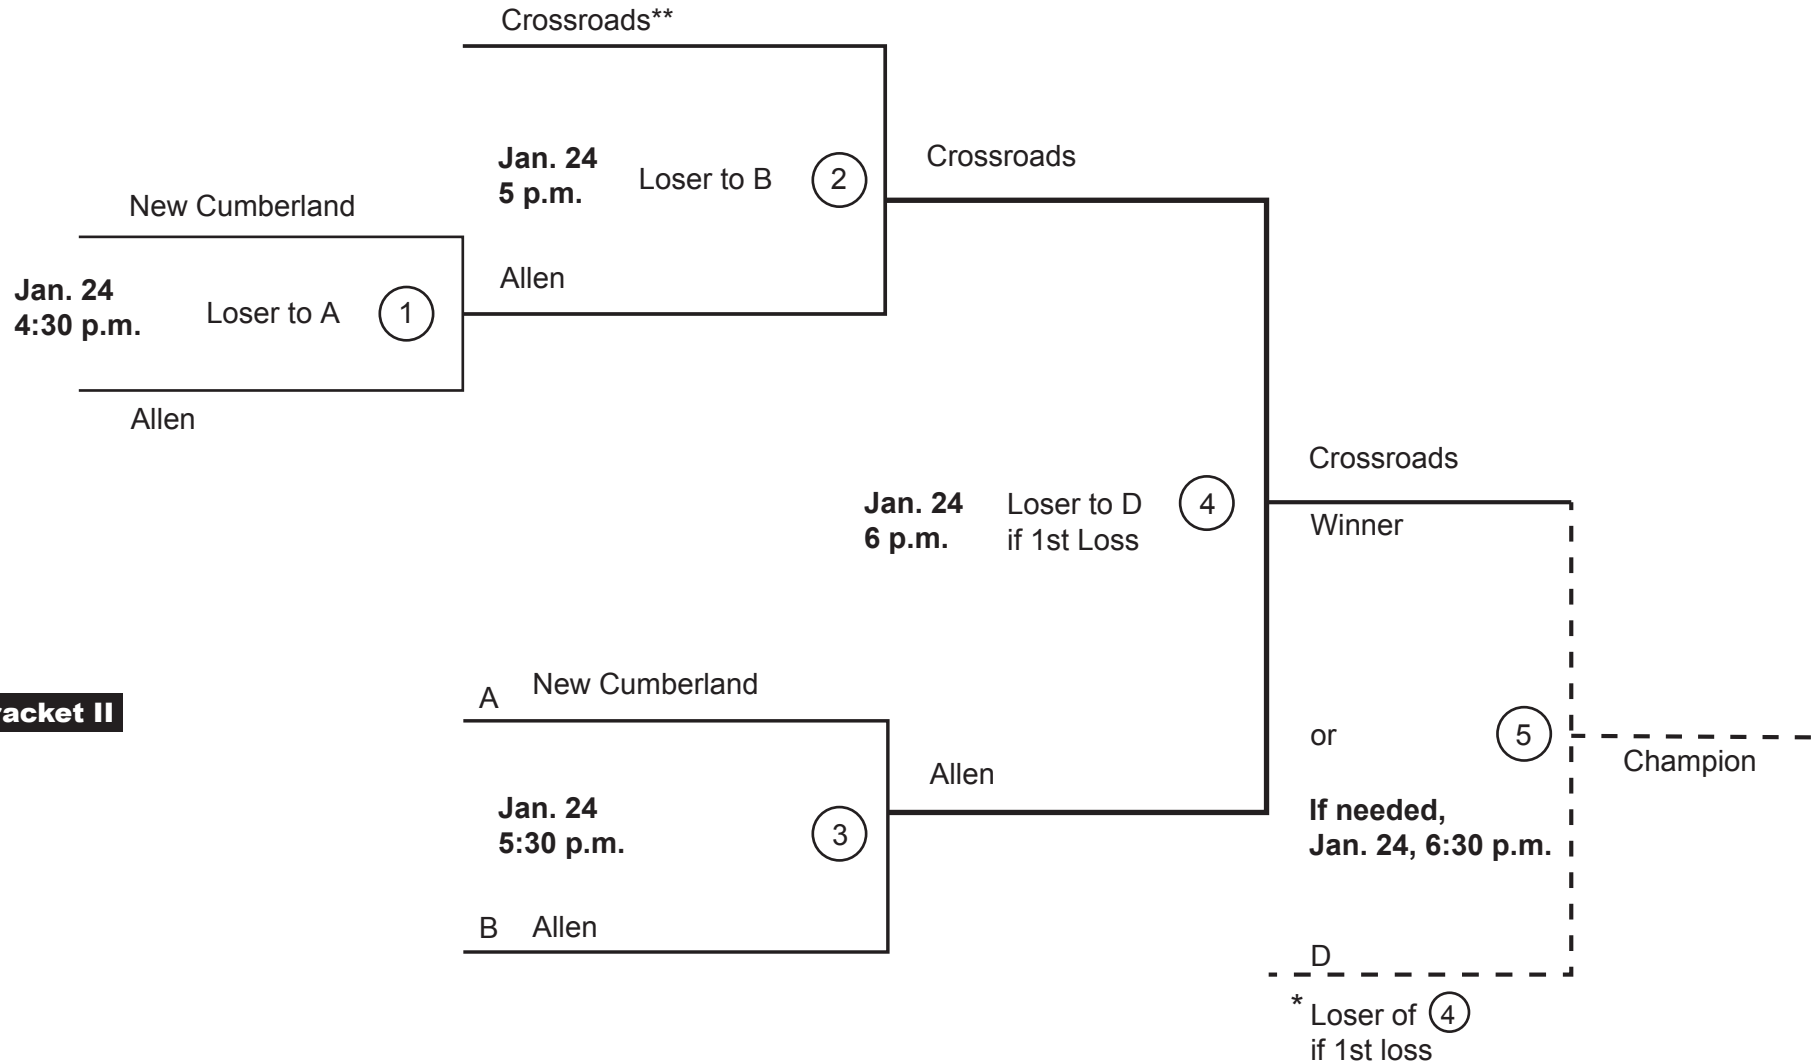 Crossroads**
Jan. 24
5 p.m.
Loser to B
2
Crossroads
New Cumberland
Jan. 24
4:30 p.m.
Loser to A
1
Allen
Allen
Crossroads
Jan. 24
6 p.m.
Loser to D
if 1st Loss
4
Winner
A New Cumberland
racket II
or
5
Champion
Allen
Jan. 24
5:30 p.m.
3
If needed,
Jan. 24, 6:30 p.m.
B Allen
D
* Loser of 4
if 1st loss